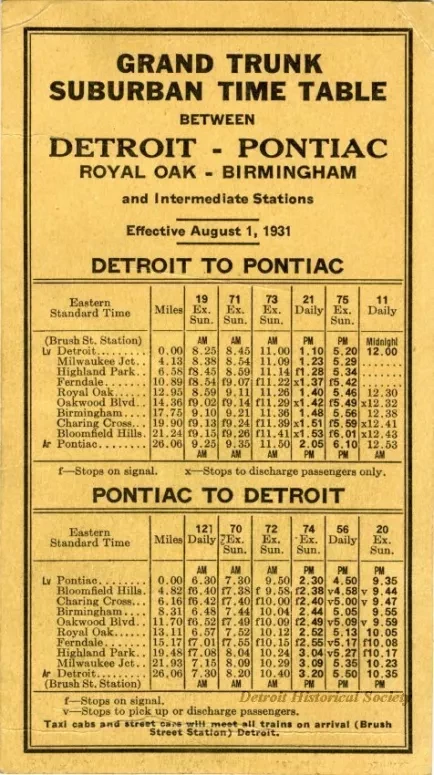 GRAND TRUNK
SUBURBAN TIME TABLE
BETWEEN
DETROIT - PONTIAC
ROYAL OAK - BIRMINGHAM
and Intermediate Stations
Effective August 1, 1931
DETROIT TO PONTIAC
Eastern Standard Time Miles 19 Ex. Sun. 71 Ex. Sun. 73 Ex. Sun. 21 Daily 75 Ex. Sun. 11 Daily
(Brush St. Station) AM AM AM PM PM Midnight
Lv Detroit........ 0.00 8.25 8.45 11.00 1.10 5.20 12.00
Milwaukee Jct.. 4.13 8.38 8.54 11.09 1.23 5.29 .......
Highland Park.. 6.58 f8.45 8.59 11.14 f1.28 5.34 .......
Ferndale........ 10.89 f8.54 f9.07 f11.22 x1.37 f5.42 .......
Royal Oak...... 12.95 8.59 9.11 11.26 1.40 5.46 12.30
Oakwood Blvd... 14.36 f9.02 f9.14 f11.29 x1.42 f5.49 x12.32
Birmingham..... 17.75 9.10 9.21 11.36 1.48 5.56 12.38
Charing Cross... 19.90 f9.13 f9.24 f11.39 x1.51 f5.59 x12.41
Bloomfield Hills. 21.24 f9.15 f9.26 f11.41 x1.53 f6.01 x12.43
Ar Pontiac........ 26.06 9.25 9.35 11.50 2.05 6.10 12.53
AM AM AM PM PM AM
f—Stops on signal. x—Stops to discharge passengers only.
PONTIAC TO DETROIT
Eastern Standard Time Miles 12 Daily 70 Ex. Sun. 72 Ex. Sun. 74 Ex. Sun. 56 Daily 20 Ex. Sun.
AM AM AM PM PM PM
Lv Pontiac........ 0.00 6.30 7.30 9.50 2.30 4.50 9.35
Bloomfield Hills. 4.82 f6.40 f7.38 f 9.58 f2.38 v4.58 v 9.44
Charing Cross... 6.16 f6.42 f7.40 f10.00 f2.40 v5.00 v 9.47
Birmingham.... 8.31 6.48 7.44 10.04 2.44 5.05 9.55
Oakwood Blvd.. 11.70 f6.52 f7.49 f10.09 f2.49 v5.09 v 9.59
Royal Oak...... 13.11 6.57 7.52 10.12 2.52 5.13 10.05
Ferndale........ 15.17 f7.01 f7.55 f10.15 f2.55 v5.17 f10.08
Highland Park.. 19.48 f7.08 8.04 10.24 3.04 v5.27 f10.17
Milwaukee Jct.. 21.93 7.15 8.09 10.29 3.09 5.35 10.23
Ar Detroit......... 26.06 7.30 8.20 10.40 3.20 5.50 10.35
(Brush St. Station) AM AM AM PM PM PM
Detroit Historical Society
f—Stops on signal.
v—Stops to pick up or discharge passengers.
Taxi cabs and street cars will meet all trains on arrival (Brush
Street Station) Detroit.